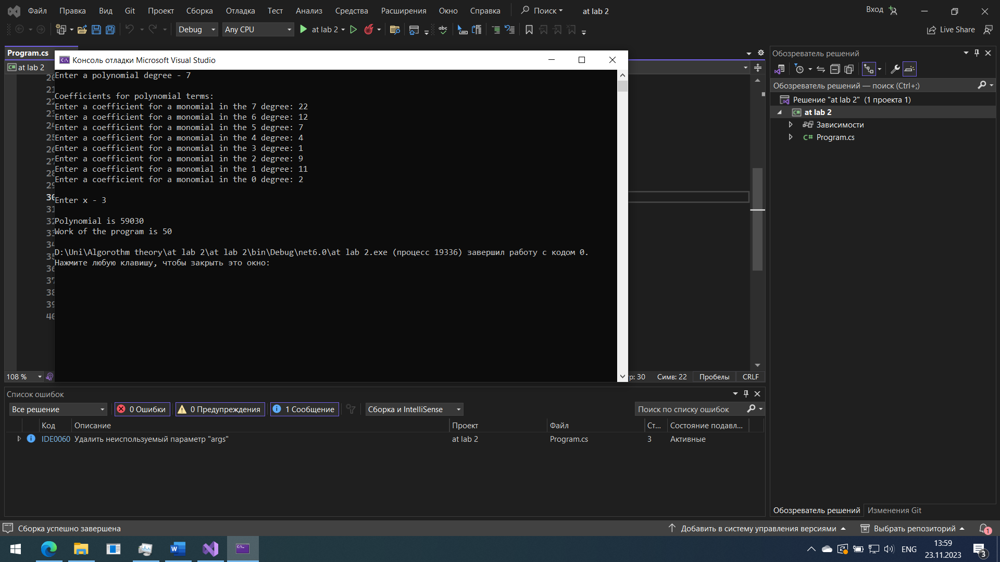 Файл Правка Вид Git Проект Сборка Отладка Тест Анализ Средства Расширения Окно Справка Поиск at lab 2 Вход
Debug Any CPU at lab 2 abc Live Share
Program.cs
at lab 2
Консоль отладки Microsoft Visual Studio
Enter a polynomial degree - 7
Coefficients for polynomial terms:
Enter a coefficient for a monomial in the 7 degree: 22
Enter a coefficient for a monomial in the 6 degree: 12
Enter a coefficient for a monomial in the 5 degree: 7
Enter a coefficient for a monomial in the 4 degree: 4
Enter a coefficient for a monomial in the 3 degree: 1
Enter a coefficient for a monomial in the 2 degree: 9
Enter a coefficient for a monomial in the 1 degree: 11
Enter a coefficient for a monomial in the 0 degree: 2
Enter x - 3
Polynomial is 59030
Work of the program is 50
D:\Uni\Algorothm theory\at lab 2\at lab 2\bin\Debug\net6.0\at lab 2.exe (процесс 19336) завершил работу с кодом 0.
Нажмите любую клавишу, чтобы закрыть это окно:
20
21
22
23
24
25
26
27
28
29
30
31
32
33
34
35
36
37
38
39
40
108 % Симв: 22 Пробелы CRLF
р: 30
Обозреватель решений
Обозреватель решений — поиск (Ctrl+;)
Решение "at lab 2" (1 проекта 1)
at lab 2
Зависимости
C# Program.cs
Список ошибок
Все решение 0 Ошибки 0 Предупреждения 1 Сообщение Сборка и IntelliSense Поиск по списку ошибок
Код Описание Проект Файл Ст... Состояние подавл...
IDE0060 Удалить неиспользуемый параметр "args" at lab 2 Program.cs 3 Активные
Обозреватель решений Изменения Git
Сборка успешно завершена Добавить в систему управления версиями Выбрать репозиторий 1
ENG 13:59
23.11.2023 3